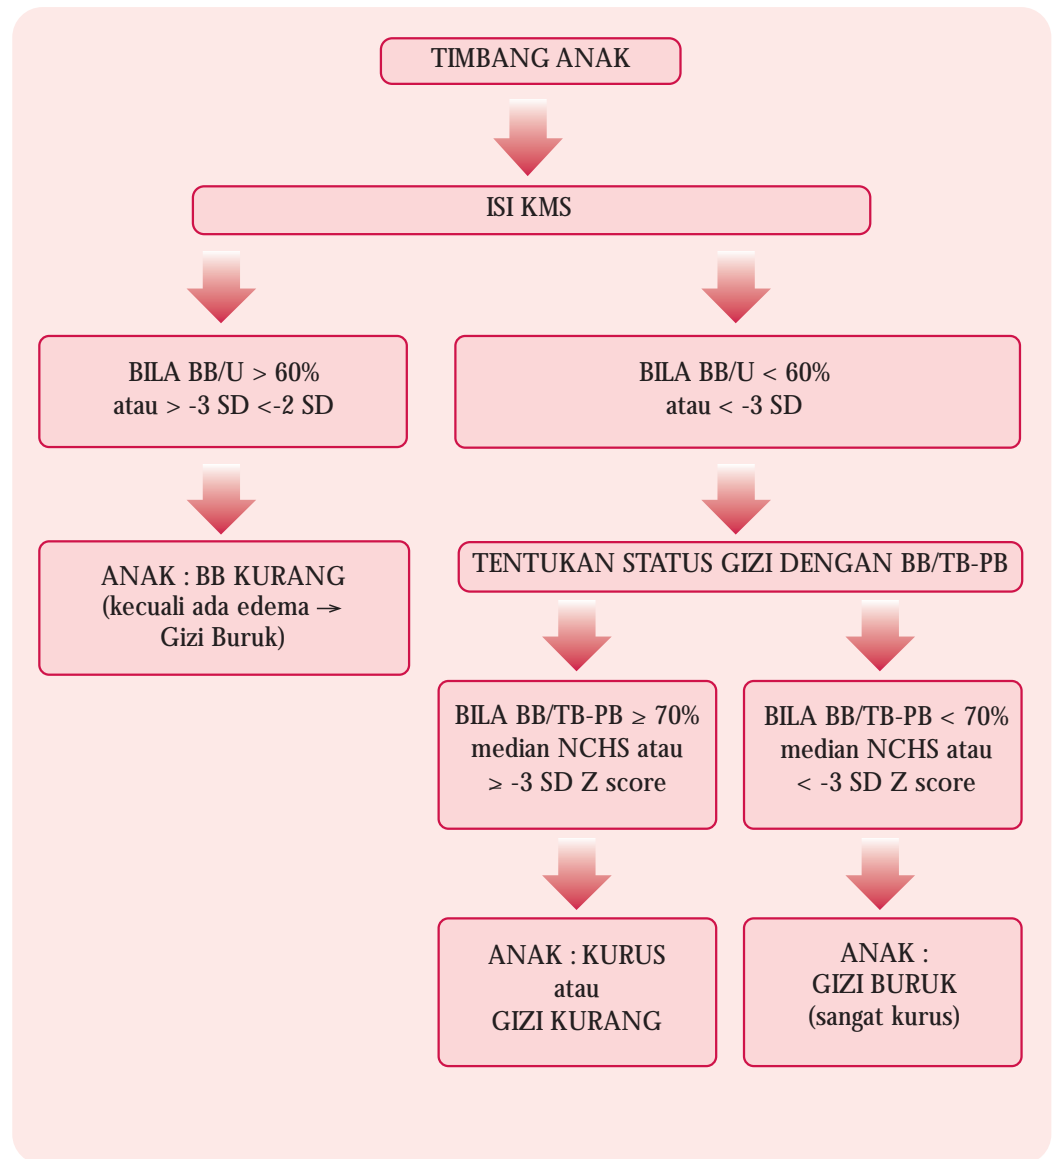 TIMBANG ANAK
ISI KMS
BILA BB/U > 60%
atau > -3 SD <-2 SD
BILA BB/U < 60%
atau < -3 SD
ANAK : BB KURANG
(kecuali ada edema →
Gizi Buruk)
TENTUKAN STATUS GIZI DENGAN BB/TB-PB
BILA BB/TB-PB ≥ 70%
median NCHS atau
≥ -3 SD Z score
BILA BB/TB-PB < 70%
median NCHS atau
< -3 SD Z score
ANAK : KURUS
atau
GIZI KURANG
ANAK :
GIZI BURUK
(sangat kurus)